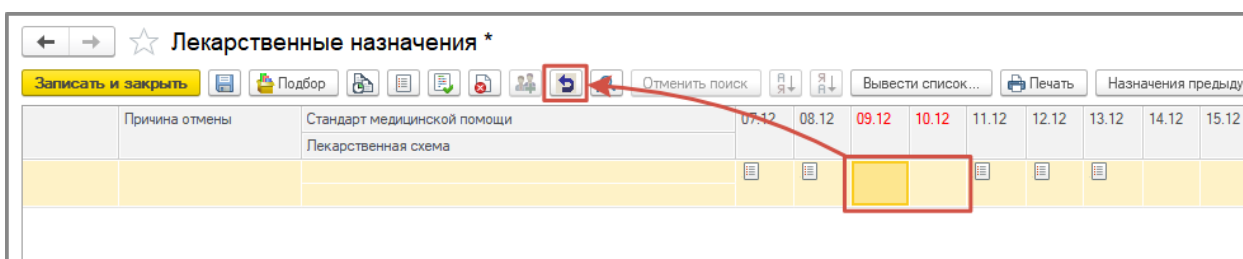 Лекарственные назначения *
Записать и закрыть Подбор Отменить поиск А Я Я А Вывести список... Печать Назначения предыду
Причина отмены Стандарт медицинской помощи 07.12 08.12 09.12 10.12 11.12 12.12 13.12 14.12 15.12
Лекарственная схема